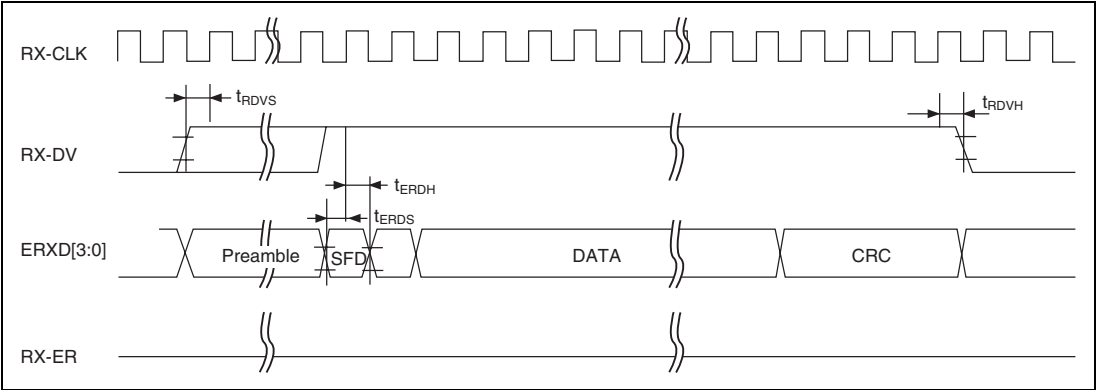 RX-CLK
tRDVS
tRDVH
RX-DV
tERDH
tERDS
ERXD[3:0]
Preamble
SFD
DATA
CRC
RX-ER